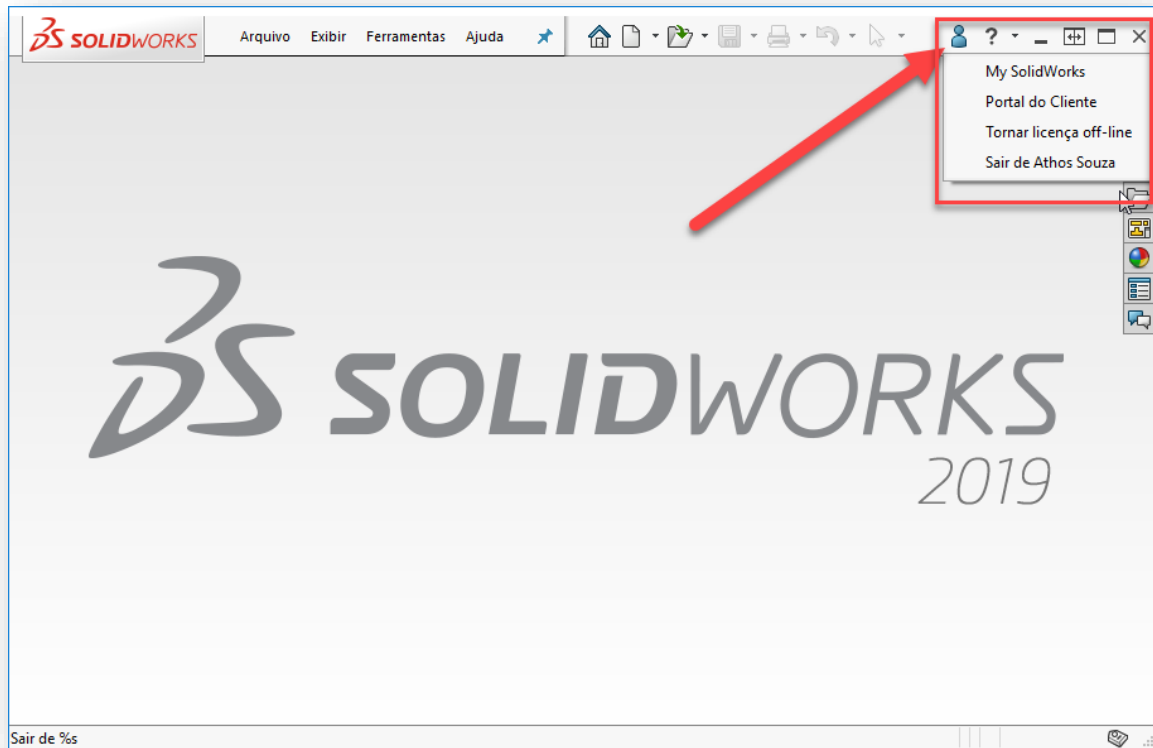 SOLIDWORKS Arquivo Exibir Ferramentas Ajuda ?
My SolidWorks
Portal do Cliente
Tornar licença off-line
Sair de Athos Souza
SOLIDWORKS
2019
Sair de %s